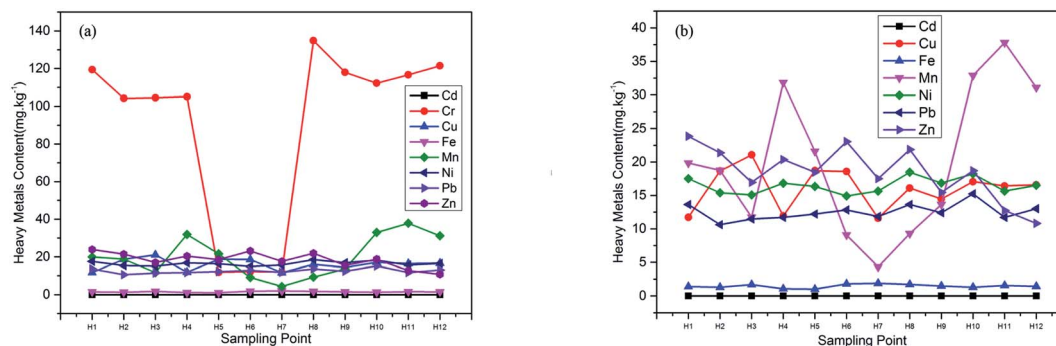 (a)
Heavy Metals Content(mg.kg⁻¹)
140
120
100
80
60
40
20
0
Cd
Cr
Cu
Fe
Mn
Ni
Pb
Zn
H1 H2 H3 H4 H5 H6 H7 H8 H9 H10 H11 H12
Sampling Point
(b)
Heavy Metals Content(mg.kg⁻¹)
40
35
30
25
20
15
10
5
0
Cd
Cu
Fe
Mn
Ni
Pb
Zn
H1 H2 H3 H4 H5 H6 H7 H8 H9 H10 H11 H12
Sampling Point